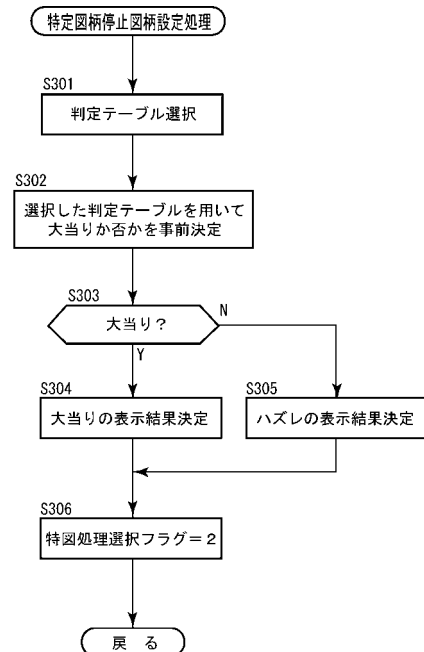 特定図柄停止図柄設定処理
S301
判定テーブル選択
S302
選択した判定テーブルを用いて
大当りか否かを事前決定
S303
大当り?
N
Y
S304
大当りの表示結果決定
S305
ハズレの表示結果決定
S306
特図処理選択フラグ=2
戻 る